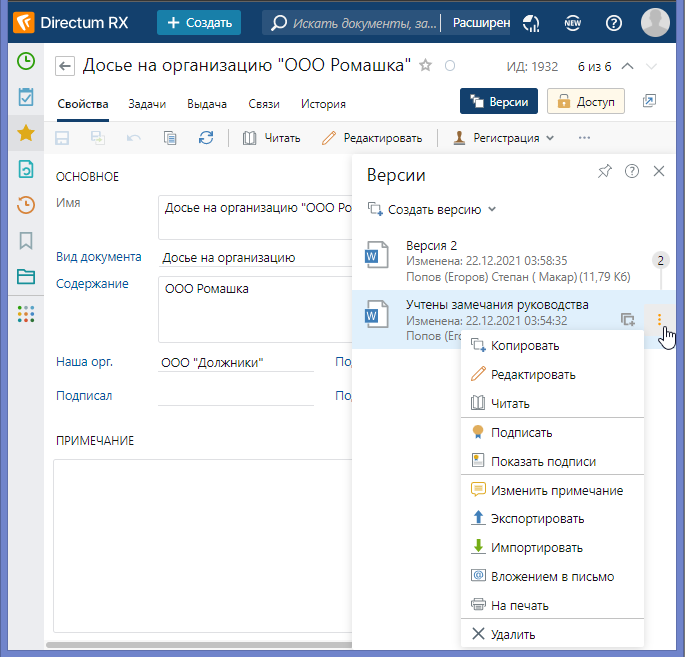 Directum RX
Создать
Искать документы, за...
Расширен
NEW
?
Досье на организацию "ООО Ромашка"
ИД: 1932
6 из 6
Свойства
Задачи
Выдача
Связи
История
Версии
Доступ
Читать
Редактировать
Регистрация
...
ОСНОВНОЕ
Имя
Досье на организацию "ООО Ро
Вид документа
Досье на организацию
Содержание
ООО Ромашка
Наша орг.
ООО "Должники"
По
Подписал
По
ПРИМЕЧАНИЕ
Версии
?
Создать версию
W
Версия 2
Изменена: 22.12.2021 03:58:35
Попов (Егоров) Степан ( Макар) (11,79 Кб)
2
W
Учтены замечания руководства
Изменена: 22.12.2021 03:54:32
Попов (Ег
Копировать
Редактировать
Читать
Подписать
Показать подписи
Изменить примечание
Экспортировать
Импортировать
Вложением в письмо
На печать
Удалить